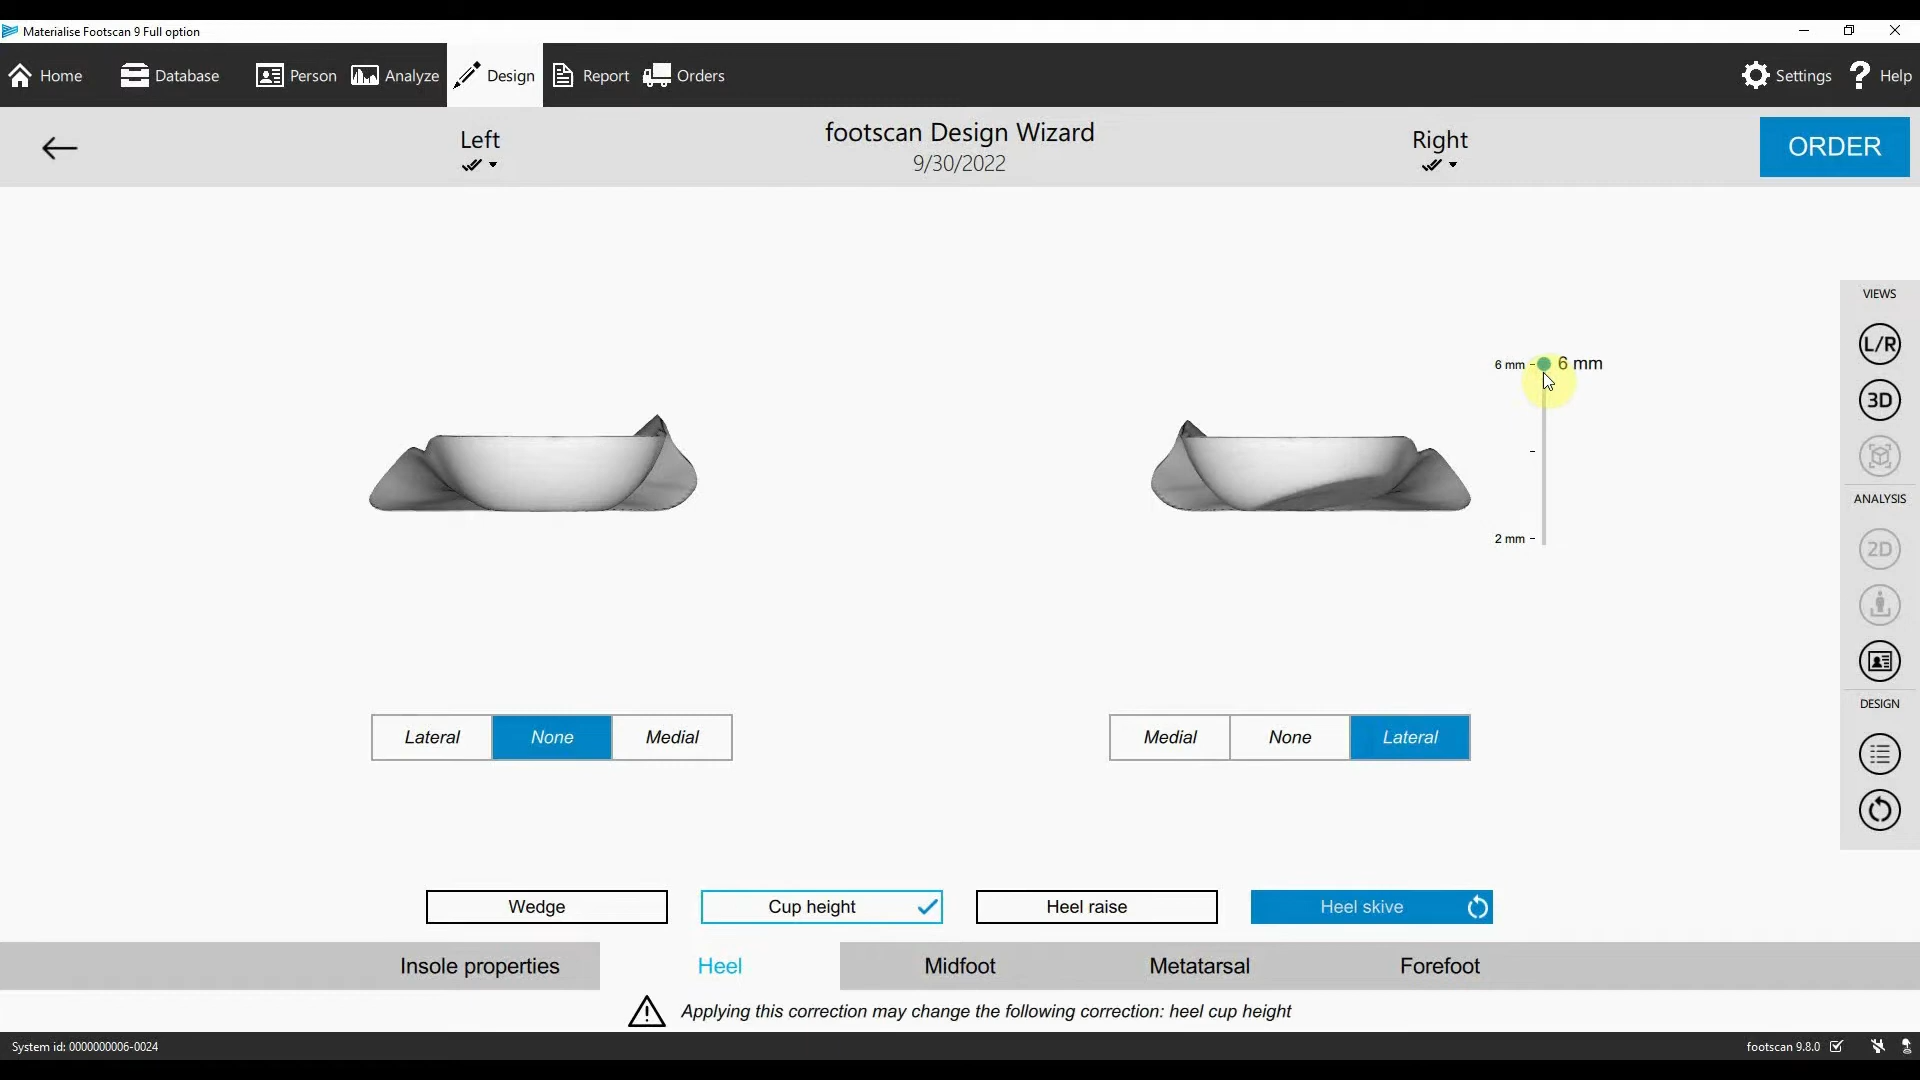 Materialise Footscan 9 Full option
Home Database Person Analyze Design Report Orders Settings Help
Left footscan Design Wizard Right ORDER
9/30/2022
VIEWS
L/R
6 mm 6 mm
3D
ANALYSIS
2 mm
2D
DESIGN
Lateral None Medial Medial None Lateral
Wedge Cup height Heel raise Heel skive
Insole properties Heel Midfoot Metatarsal Forefoot
Applying this correction may change the following correction: heel cup height
System id: 0000000006-0024 footscan 9.8.0